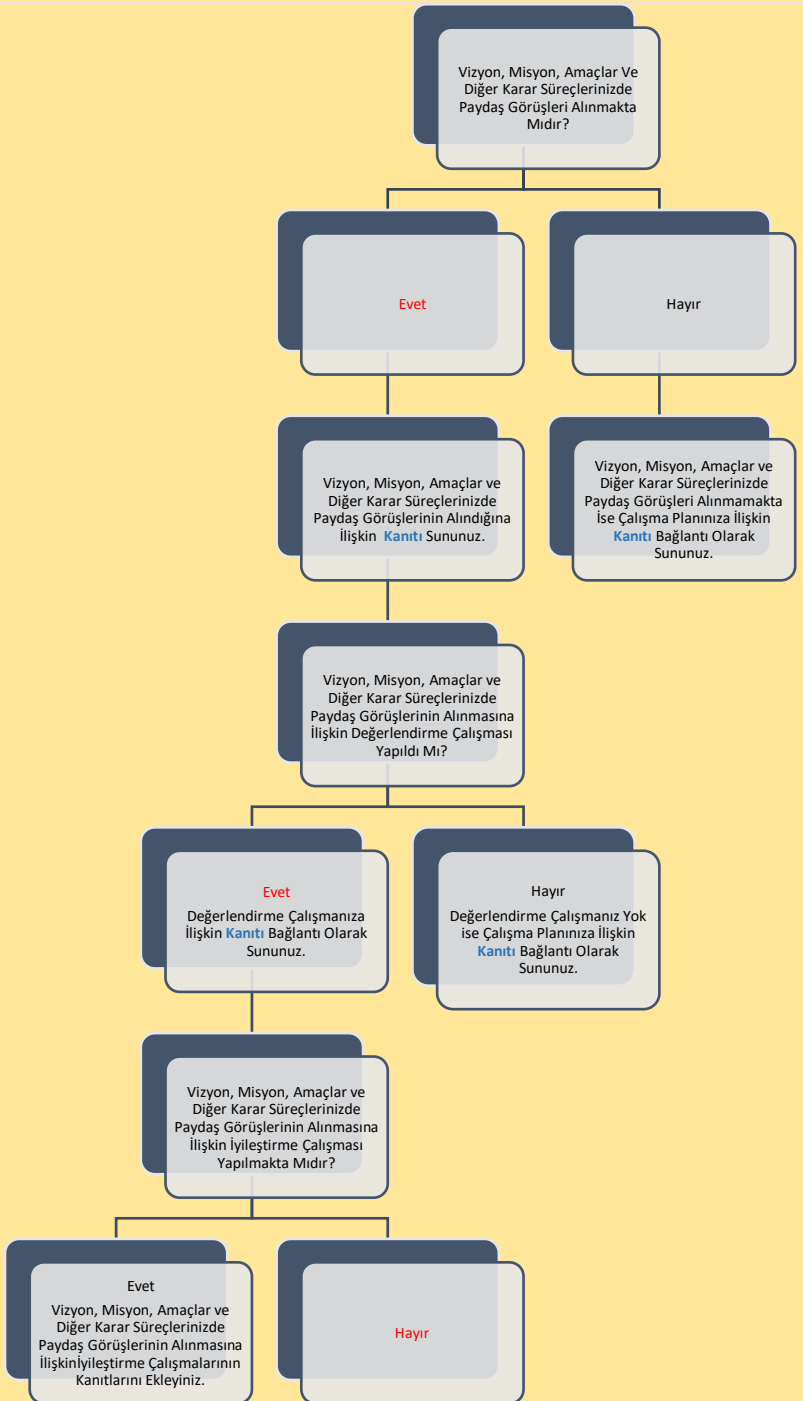 Vizyon, Misyon, Amaçlar Ve
Diğer Karar Süreçlerinizde
Paydaş Görüşleri Alınmakta
Mıdır?
Evet
Hayır
Vizyon, Misyon, Amaçlar ve
Diğer Karar Süreçlerinizde
Paydaş Görüşlerinin Alındığına
İlişkin Kanıtı Sununuz.
Vizyon, Misyon, Amaçlar ve
Diğer Karar Süreçlerinizde
Paydaş Görüşleri Alınmamakta
İse Çalışma Planınıza İlişkin
Kanıtı Bağlantı Olarak
Sununuz.
Vizyon, Misyon, Amaçlar ve
Diğer Karar Süreçlerinizde
Paydaş Görüşlerinin Alınmasına
İlişkin Değerlendirme Çalışması
Yapıldı Mı?
Evet
Değerlendirme Çalışmanıza
İlişkin Kanıtı Bağlantı Olarak
Sununuz.
Hayır
Değerlendirme Çalışmanız Yok
ise Çalışma Planınıza İlişkin
Kanıtı Bağlantı Olarak
Sununuz.
Vizyon, Misyon, Amaçlar ve
Diğer Karar Süreçlerinizde
Paydaş Görüşlerinin Alınmasına
İlişkin İyileştirme Çalışması
Yapılmakta Mıdır?
Evet
Vizyon, Misyon, Amaçlar ve
Diğer Karar Süreçlerinizde
Paydaş Görüşlerinin Alınmasına
İlişkinİyileştirme Çalışmalarının
Kanıtlarını Ekleyiniz.
Hayır